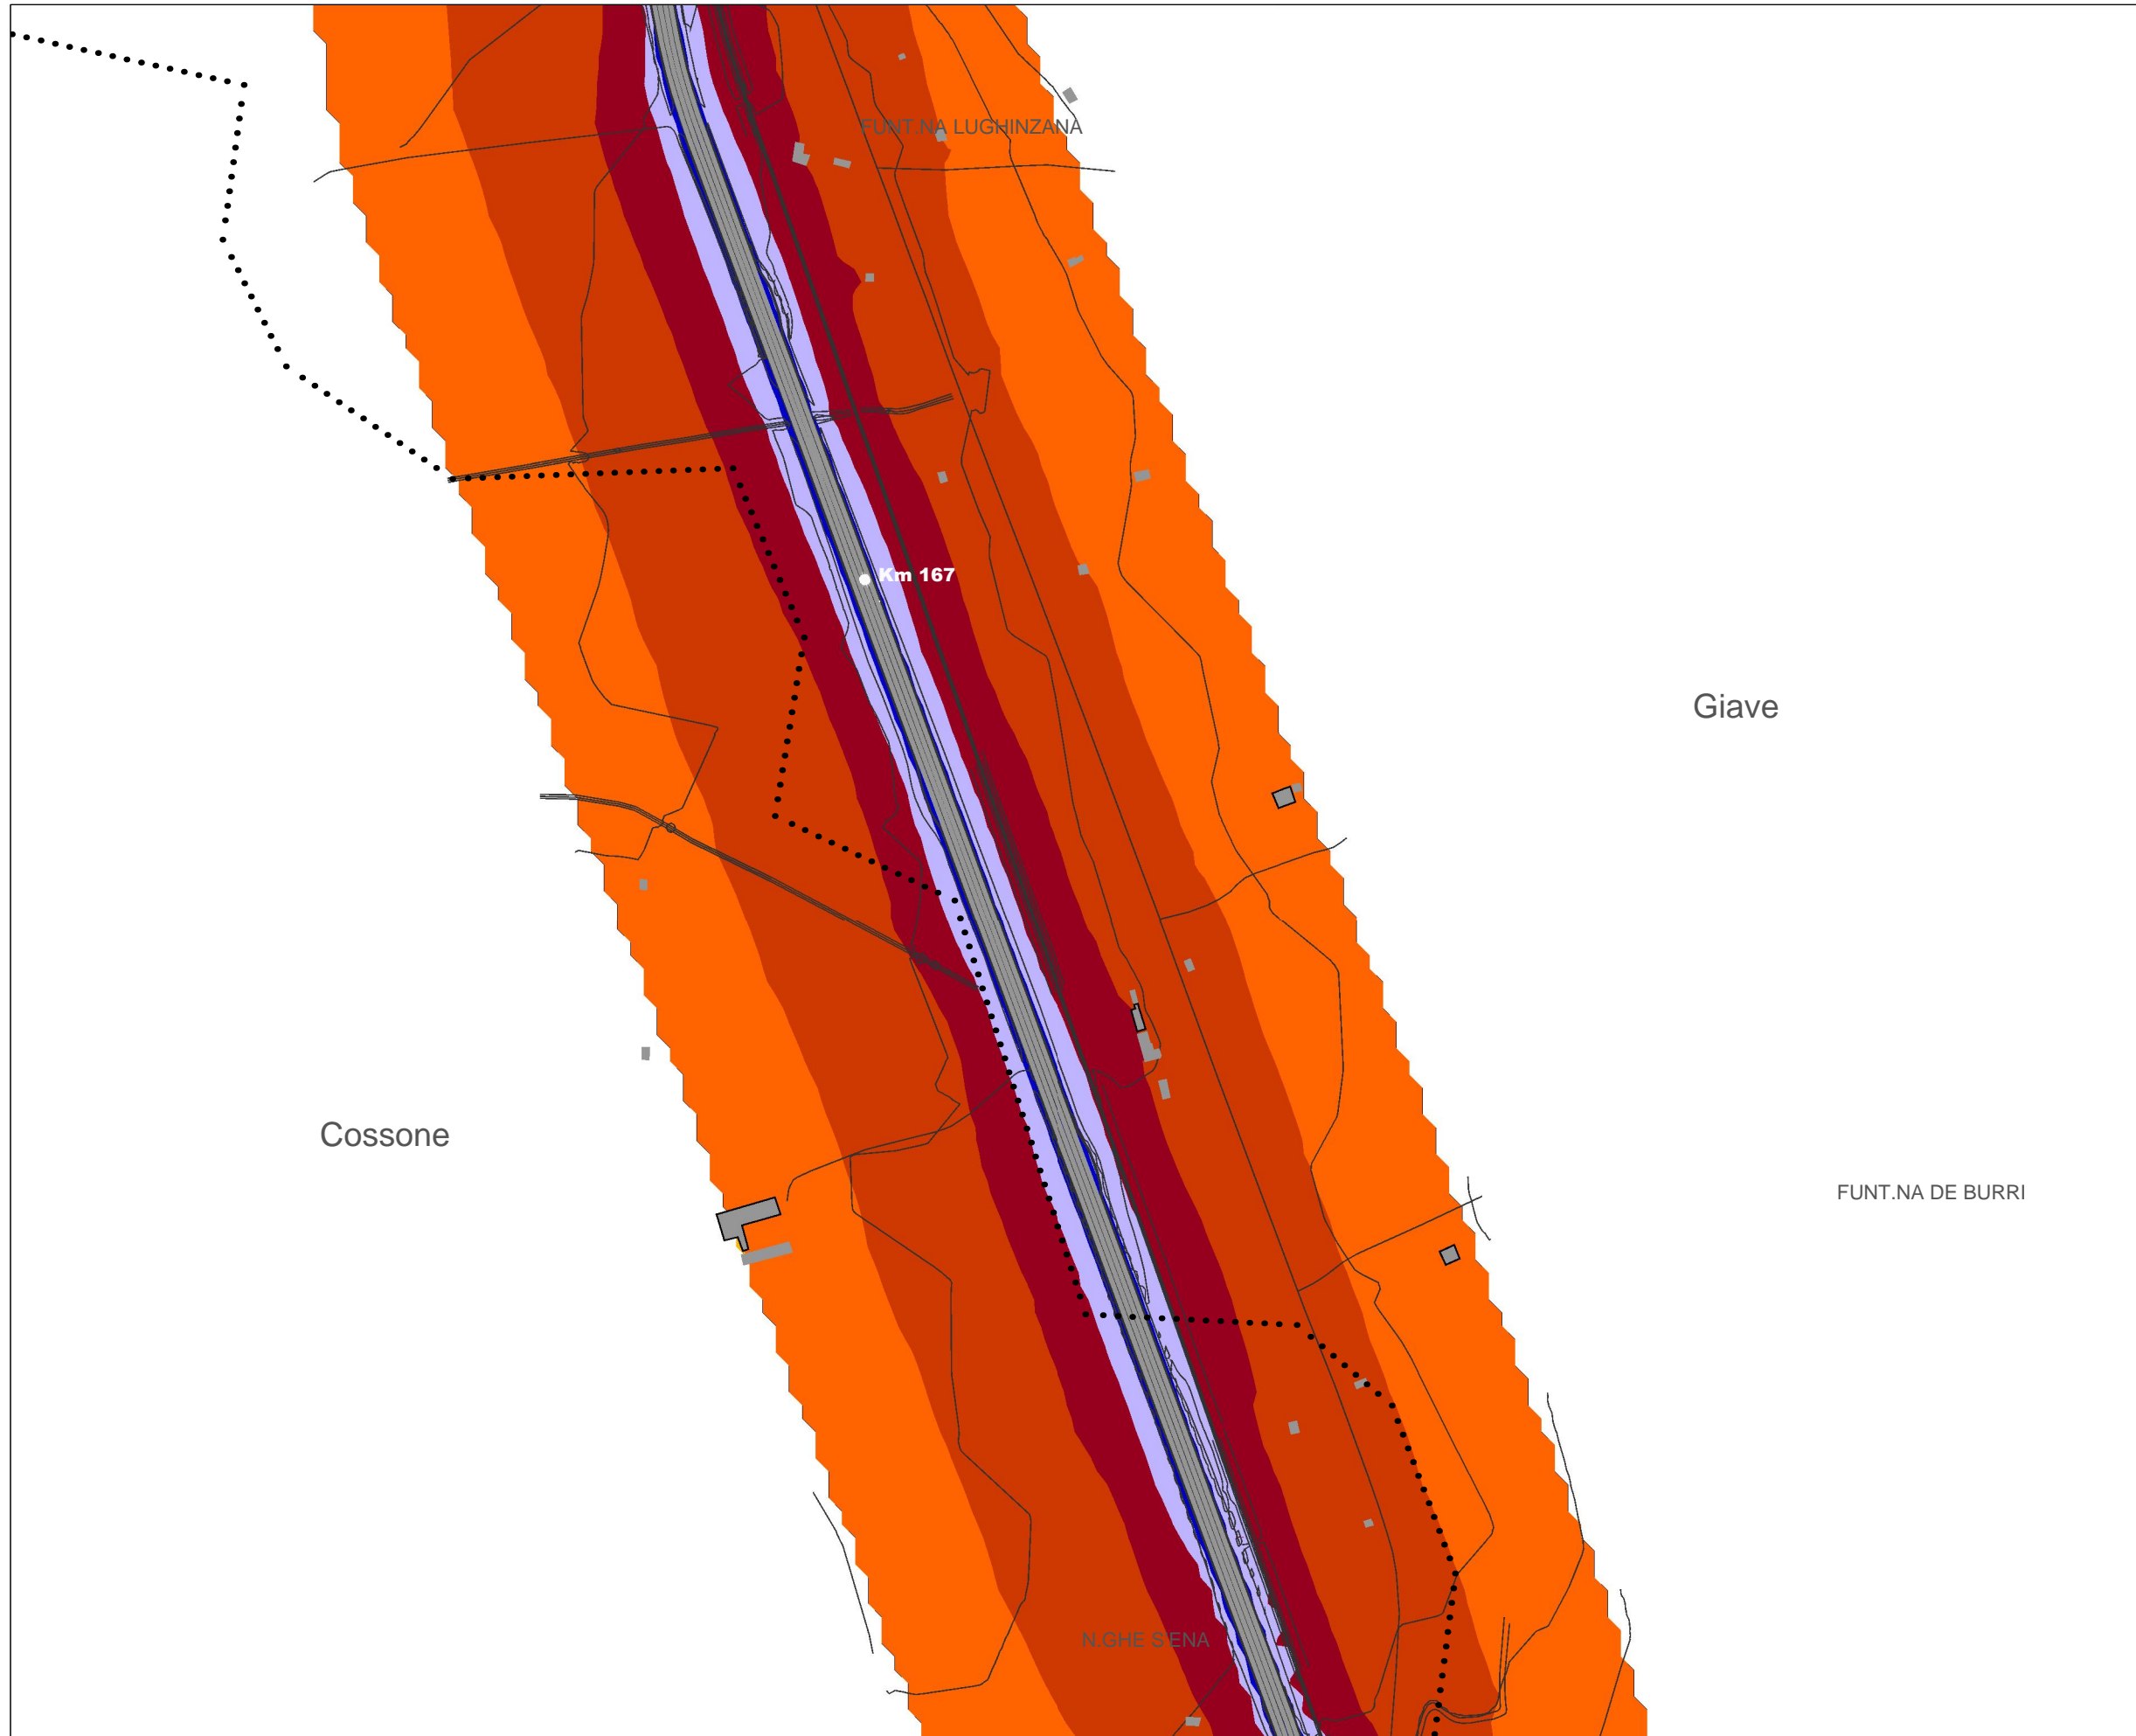 FUNT.NA LUGHINZANA
Km 167
Giave
Cossone
FUNT.NA DE BURRI
N.GHE S'ENA